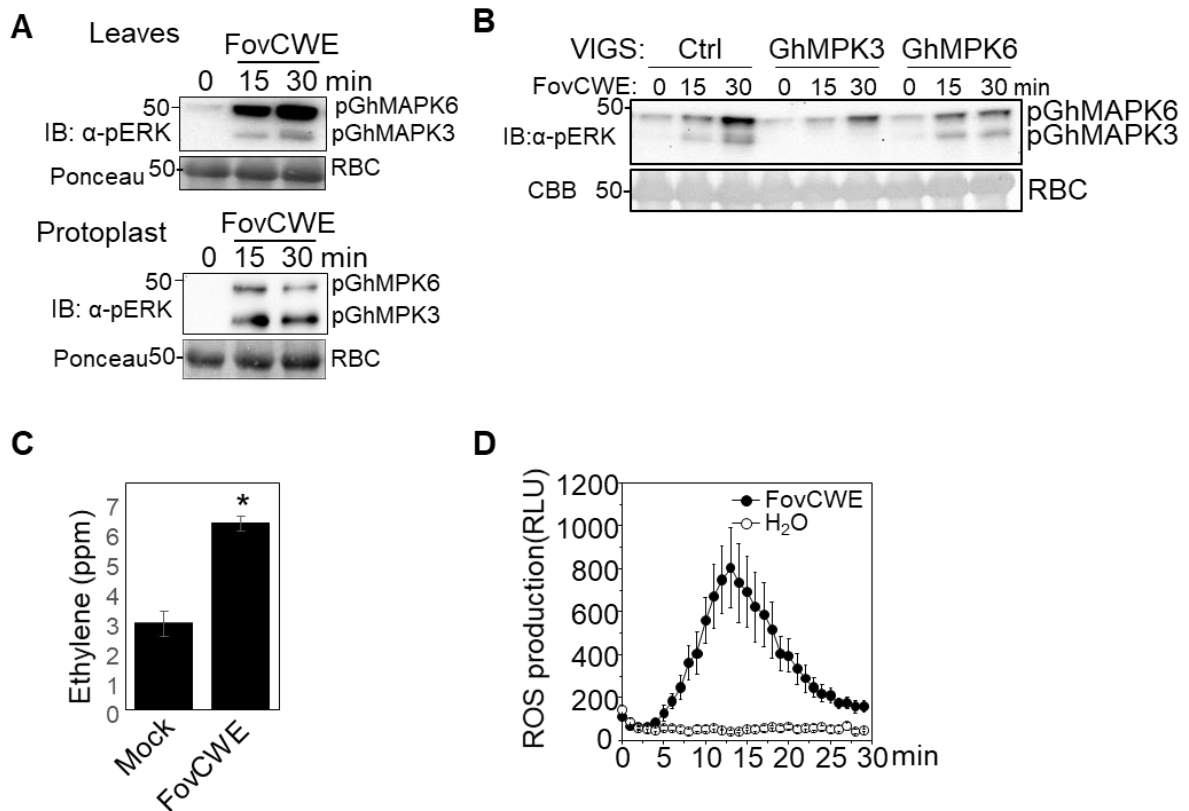 A
Leaves
FovCWE
0 15 30 min
50
pGhMAPK6
IB: α-pERK
pGhMAPK3
Ponceau
50
RBC
Protoplast
FovCWE
0 15 30 min
50
pGhMPK6
IB: α-pERK
pGhMPK3
Ponceau
50
RBC
B
VIGS: Ctrl GhMPK3 GhMPK6
FovCWE: 0 15 30 0 15 30 0 15 30 min
50
pGhMAPK6
IB:α-pERK
pGhMAPK3
CBB
50
RBC
C
Ethylene (ppm)
7
6
5
4
3
2
1
0
*
Mock
FovCWE
D
ROS production(RLU)
1200
1000
800
600
400
200
0
FovCWE
H₂O
0 5 10 15 20 25 30 min